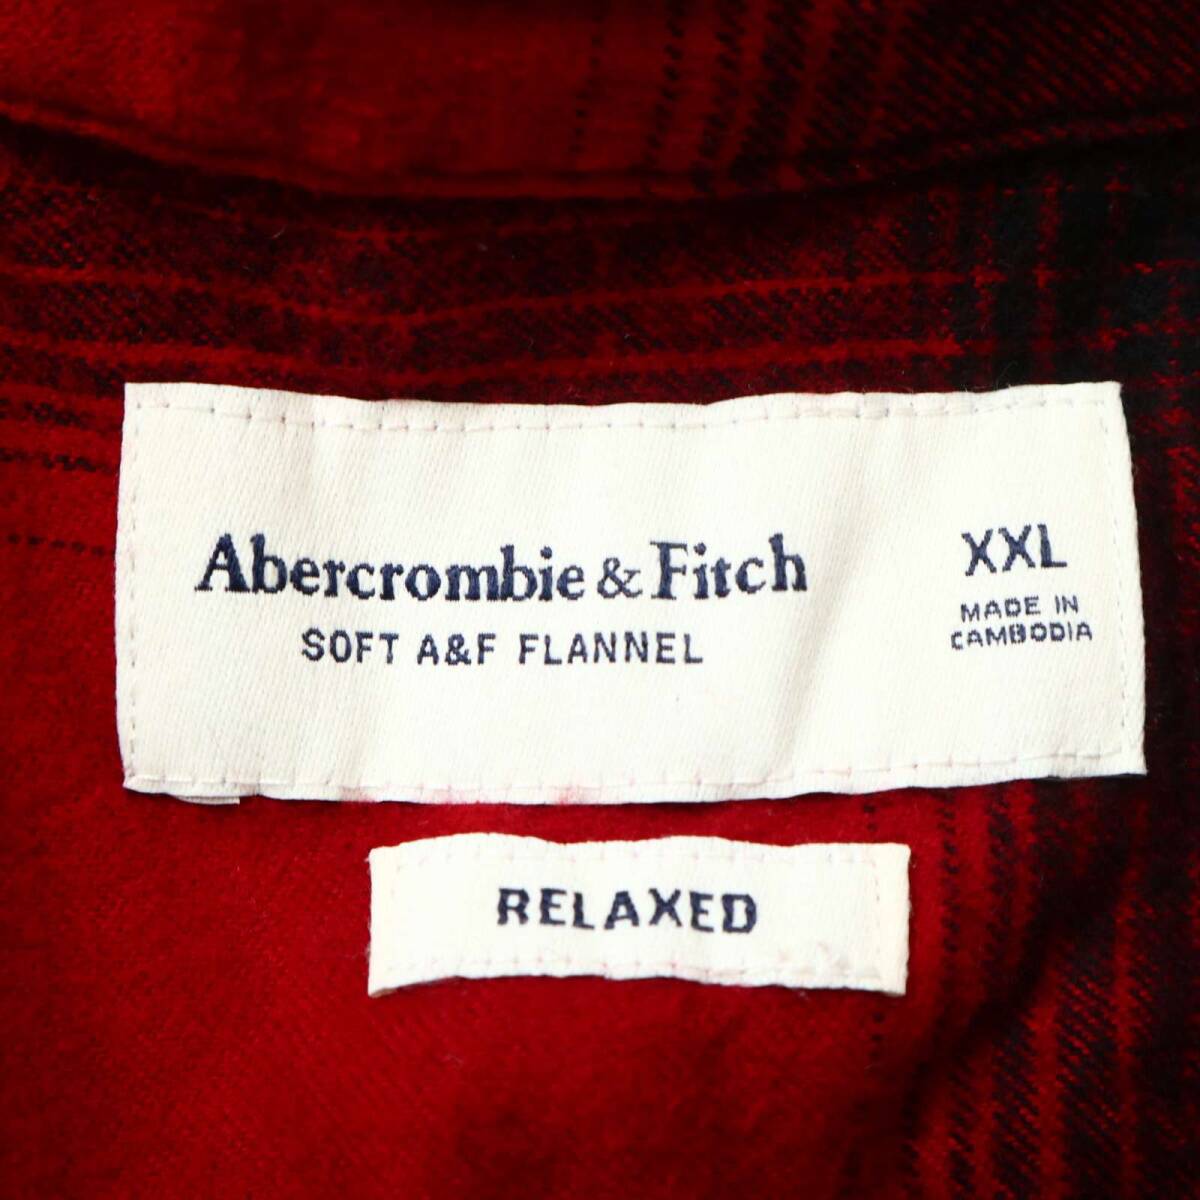 Abercrombie & Fitch
SOFT A&F FLANNEL
XXL
MADE IN
CAMBODIA
RELAXED